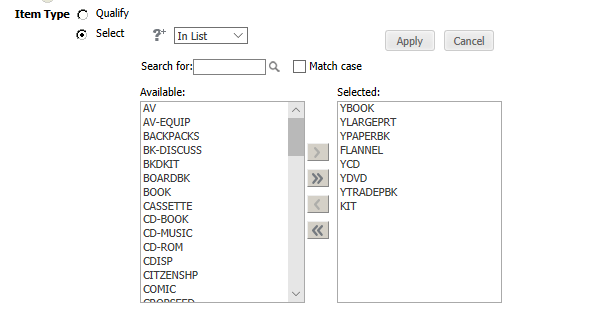 Item Type Qualify
Select ?+ In List Apply Cancel
Search for: Match case
Available: Selected:
AV YBOOK
AV-EQUIP YLARGEPRT
BACKPACKS YPAPERBK
BK-DISCUSS FLANNEL
BKDKIT YCD
BOARDBK YDVD
BOOK YTRADEPBK
CASSETTE KIT
CD-BOOK
CD-MUSIC
CD-ROM
CDISP
CITZENSHP
COMIC